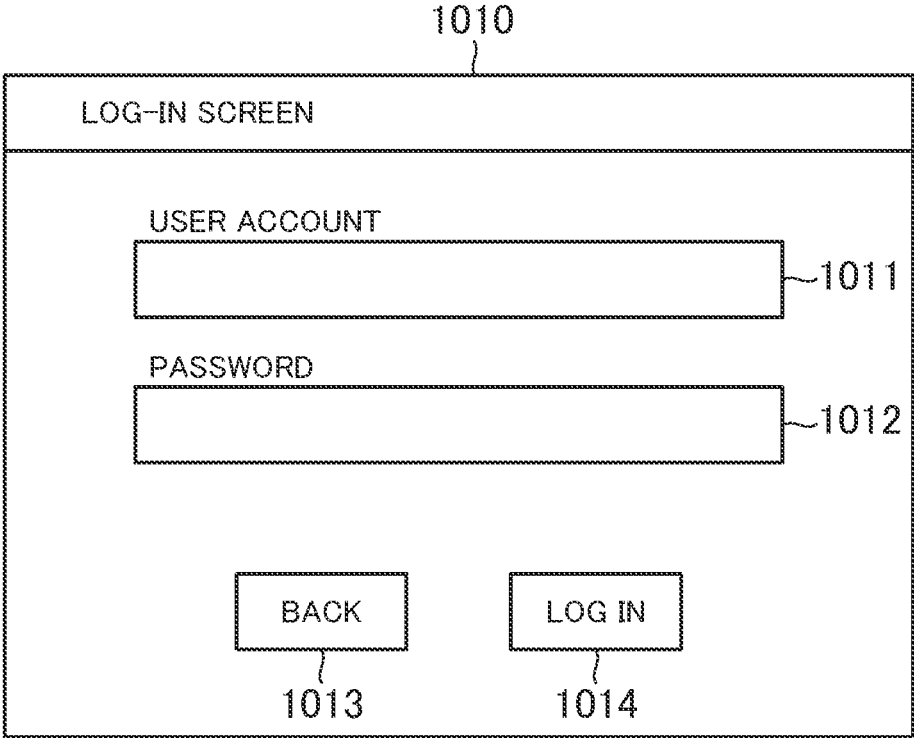 1010
LOG-IN SCREEN
USER ACCOUNT
1011
PASSWORD
1012
BACK
LOG IN
1013
1014